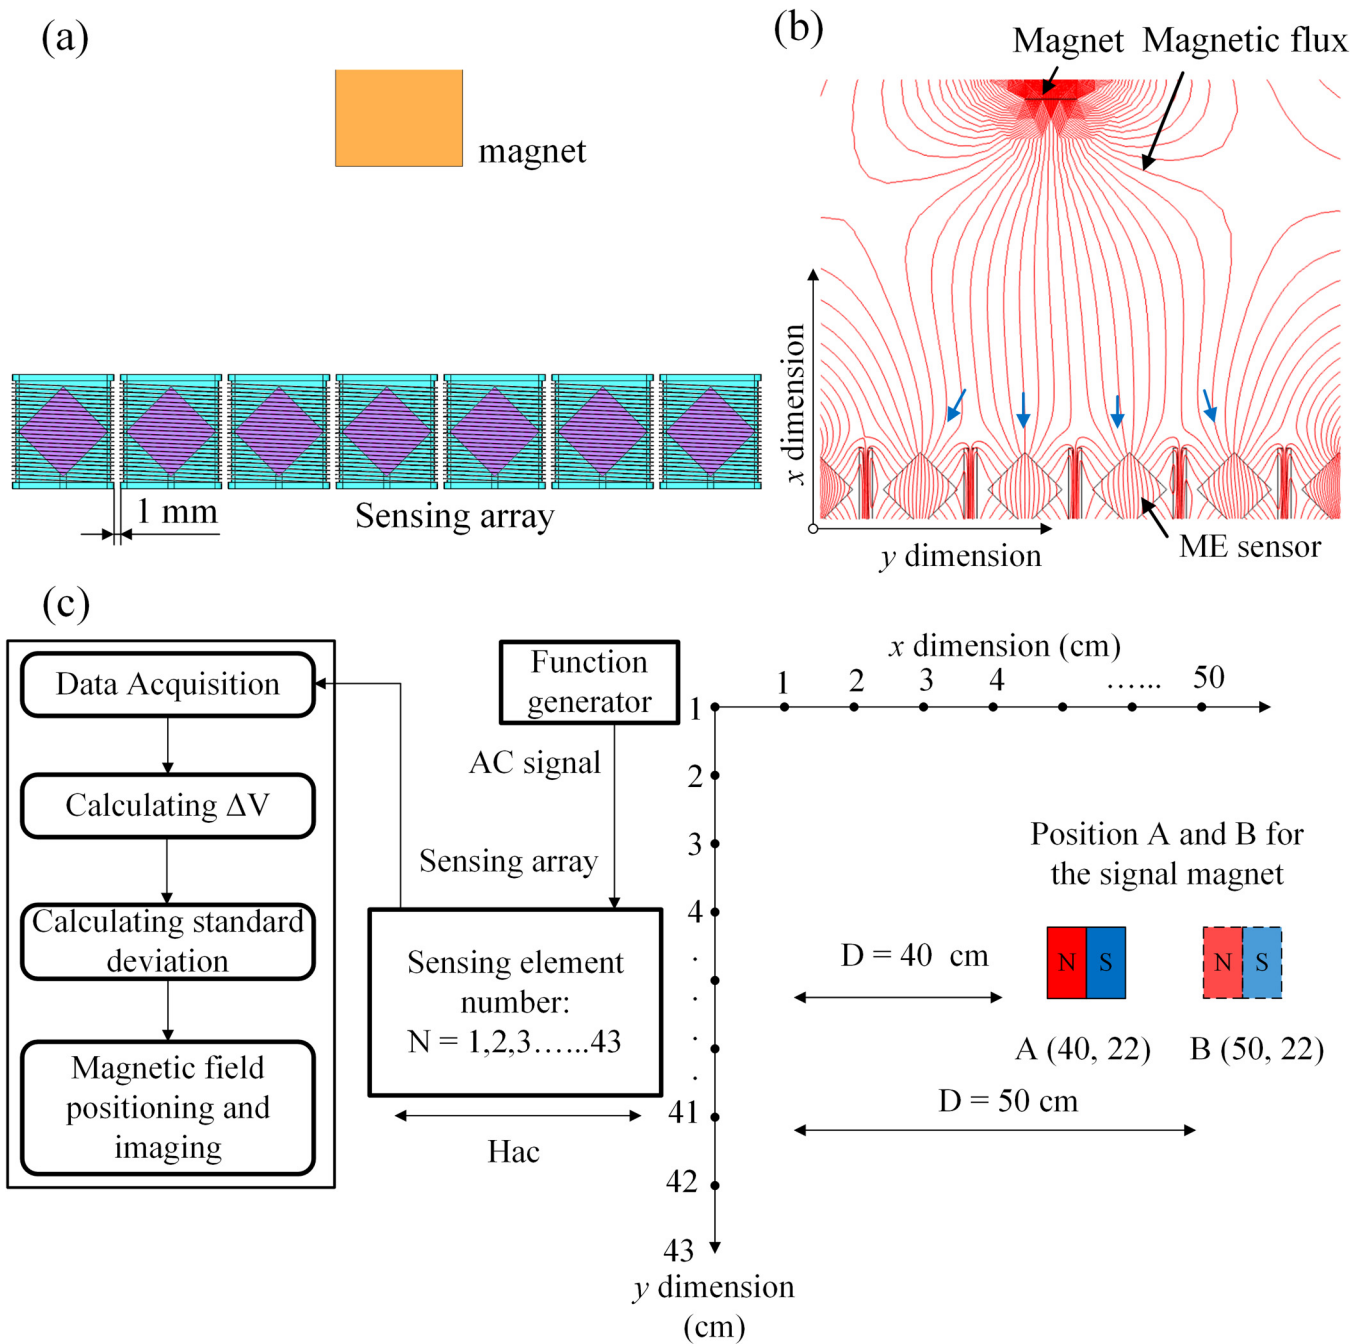 (a)
magnet
1 mm
Sensing array
(b)
Magnet
Magnetic flux
x dimension
y dimension
ME sensor
(c)
Data Acquisition
Calculating ΔV
Calculating standard
deviation
Magnetic field
positioning and
imaging
Function
generator
AC signal
Sensing array
Sensing element
number:
N = 1,2,3…...43
Hac
x dimension (cm)
1 2 3 4 …... 50
1
2
3
4
.
.
.
41
42
43
y dimension
(cm)
Position A and B for
the signal magnet
D = 40 cm
N S
N S
A (40, 22)
B (50, 22)
D = 50 cm